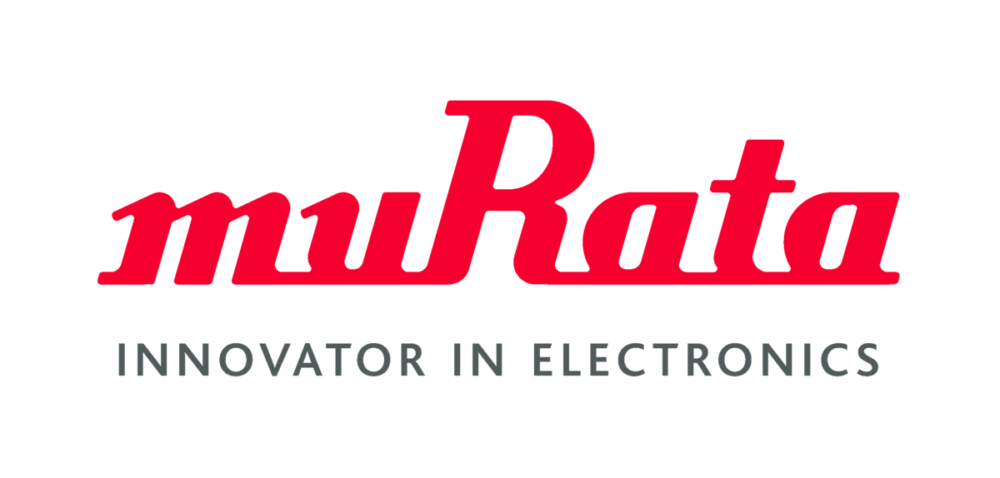 muRata
INNOVATOR IN ELECTRONICS